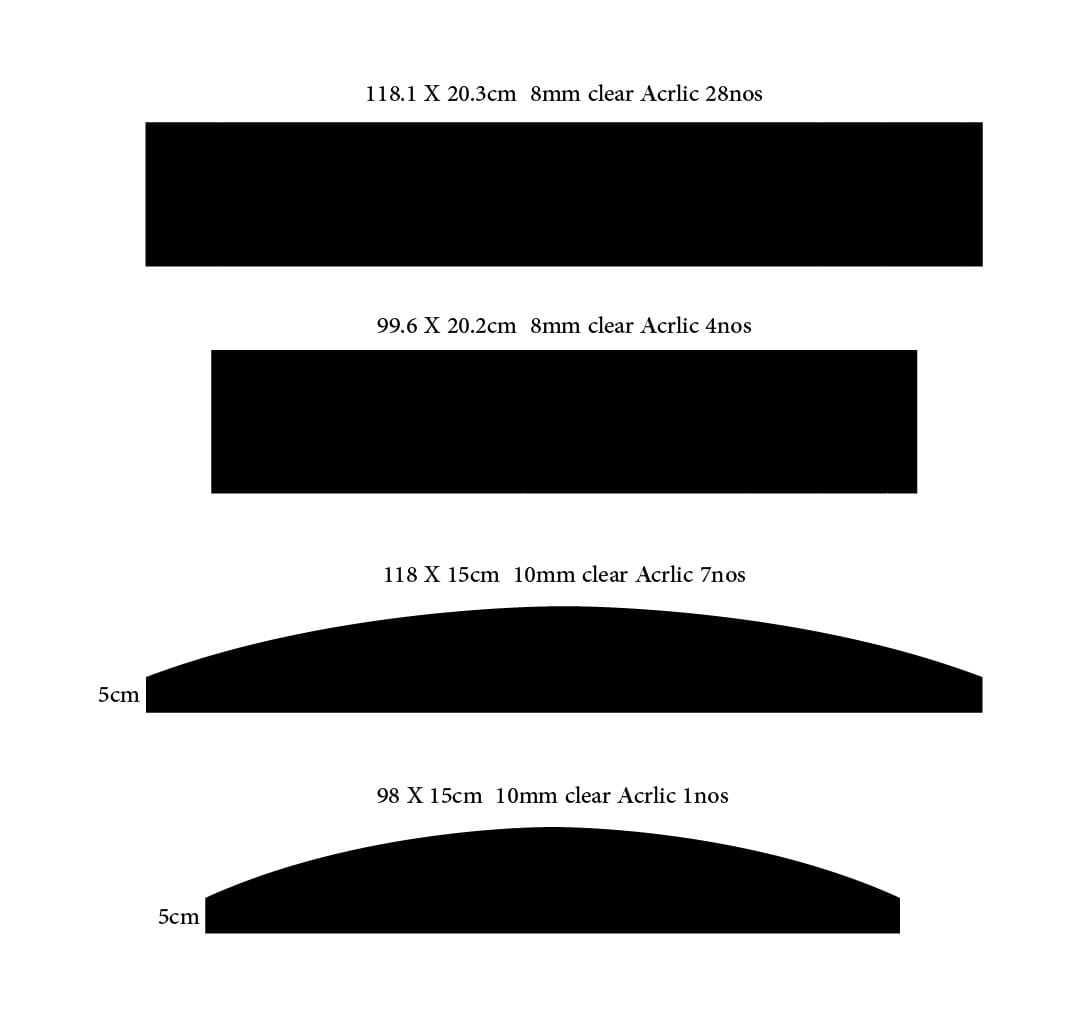 118.1 X 20.3cm  8mm clear Acrlic 28nos
99.6 X 20.2cm  8mm clear Acrlic 4nos
118 X 15cm  10mm clear Acrlic 7nos
5cm
98 X 15cm  10mm clear Acrlic 1nos
5cm